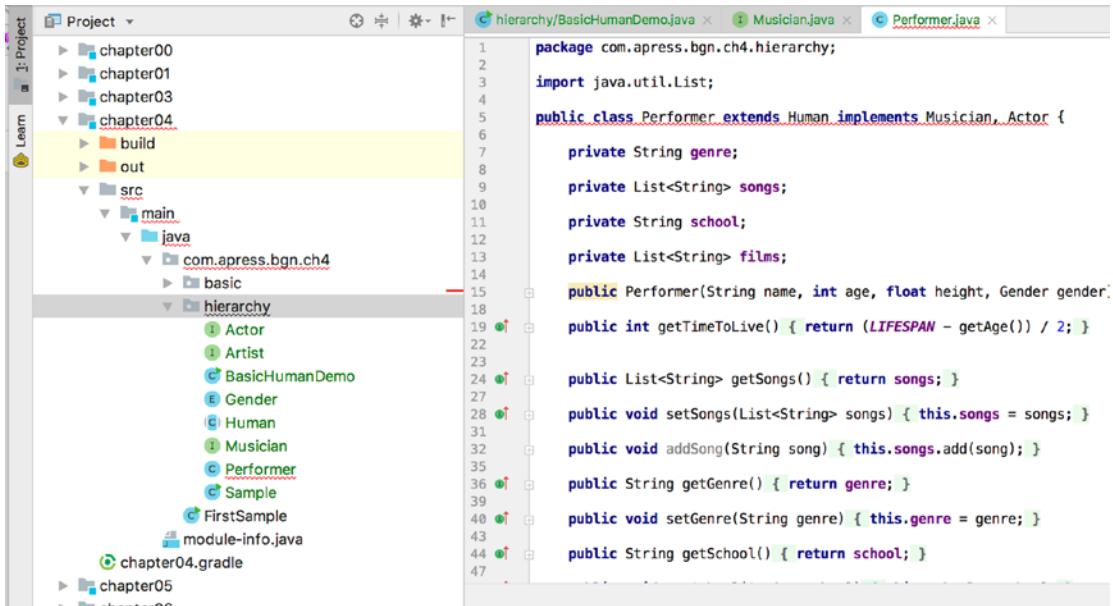 1: Project
Learn
Project
chapter00
chapter01
chapter03
chapter04
build
out
src
main
java
com.apress.bgn.ch4
basic
hierarchy
Actor
Artist
BasicHumanDemo
Gender
Human
Musician
Performer
Sample
FirstSample
module-info.java
chapter04.gradle
chapter05
hierarchy/BasicHumanDemo.java
Musician.java
Performer.java
1 package com.apress.bgn.ch4.hierarchy;
2
3 import java.util.List;
4
5 public class Performer extends Human implements Musician, Actor {
6
7 private String genre;
8
9 private List<String> songs;
10
11 private String school;
12
13 private List<String> films;
14
15 public Performer(String name, int age, float height, Gender gender)
18
19 public int getTimeToLive() { return (LIFESPAN - getAge()) / 2; }
22
23
24 public List<String> getSongs() { return songs; }
27
28 public void setSongs(List<String> songs) { this.songs = songs; }
31
32 public void addSong(String song) { this.songs.add(song); }
35
36 public String getGenre() { return genre; }
39
40 public void setGenre(String genre) { this.genre = genre; }
43
44 public String getSchool() { return school; }
47